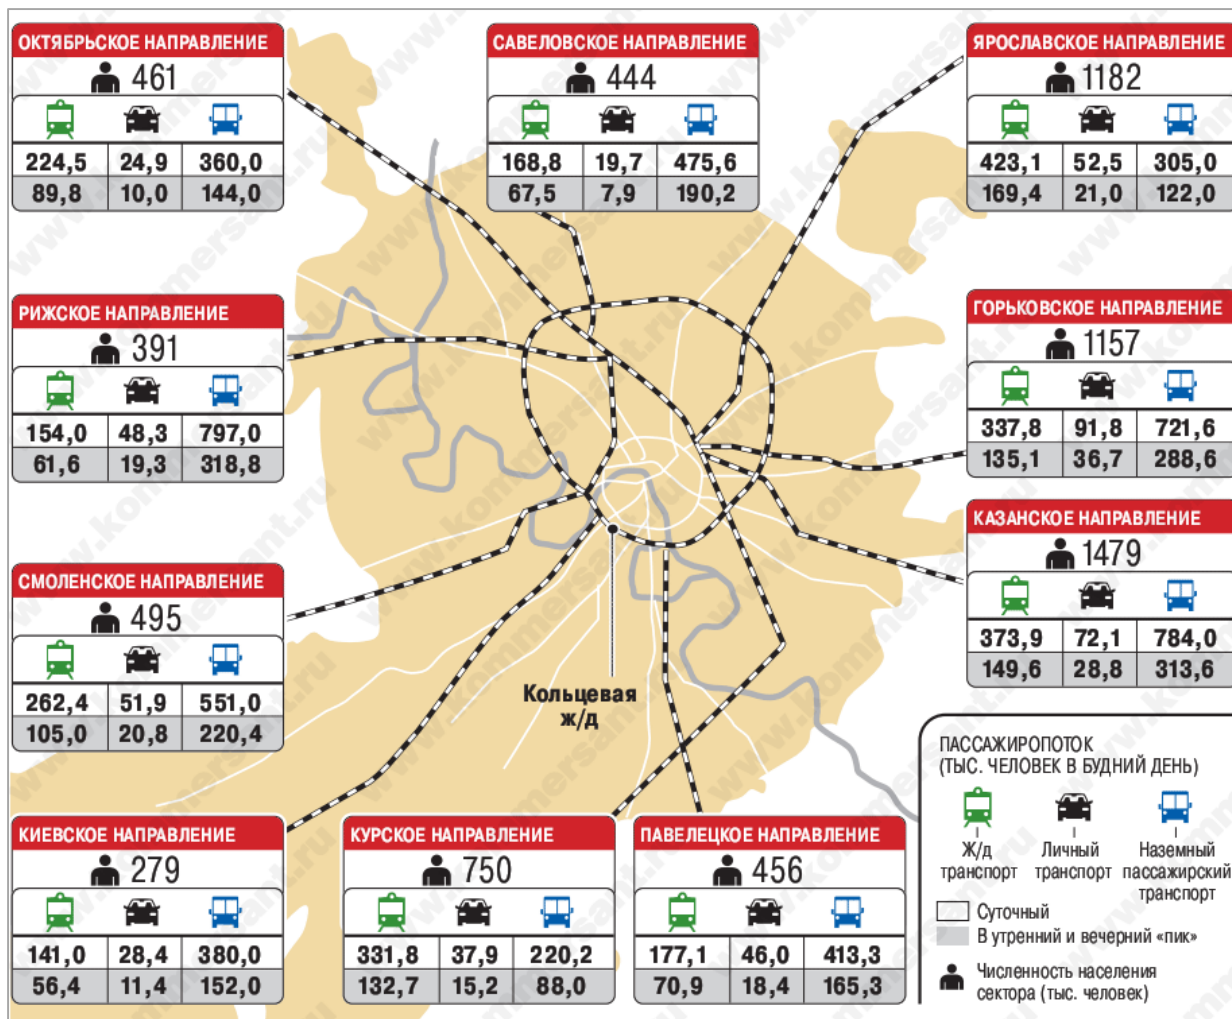 ОКТЯБРЬСКОЕ НАПРАВЛЕНИЕ
461
224,5 24,9 360,0
89,8 10,0 144,0
САВЕЛОВСКОЕ НАПРАВЛЕНИЕ
444
168,8 19,7 475,6
67,5 7,9 190,2
ЯРОСЛАВСКОЕ НАПРАВЛЕНИЕ
1182
423,1 52,5 305,0
169,4 21,0 122,0
РИЖСКОЕ НАПРАВЛЕНИЕ
391
154,0 48,3 797,0
61,6 19,3 318,8
ГОРЬКОВСКОЕ НАПРАВЛЕНИЕ
1157
337,8 91,8 721,6
135,1 36,7 288,6
КАЗАНСКОЕ НАПРАВЛЕНИЕ
1479
373,9 72,1 784,0
149,6 28,8 313,6
СМОЛЕНСКОЕ НАПРАВЛЕНИЕ
495
262,4 51,9 551,0
105,0 20,8 220,4
Кольцевая
ж/д
КИЕВСКОЕ НАПРАВЛЕНИЕ
279
141,0 28,4 380,0
56,4 11,4 152,0
КУРСКОЕ НАПРАВЛЕНИЕ
750
331,8 37,9 220,2
132,7 15,2 88,0
ПАВЕЛЕЦКОЕ НАПРАВЛЕНИЕ
456
177,1 46,0 413,3
70,9 18,4 165,3
ПАССАЖИРОПОТОК
(ТЫС. ЧЕЛОВЕК В БУДНИЙ ДЕНЬ)
Ж/д
транспорт
Личный
транспорт
Наземный
пассажирский
транспорт
Суточный
В утренний и вечерний «пик»
Численность населения
сектора (тыс. человек)
www.kommersant.ru